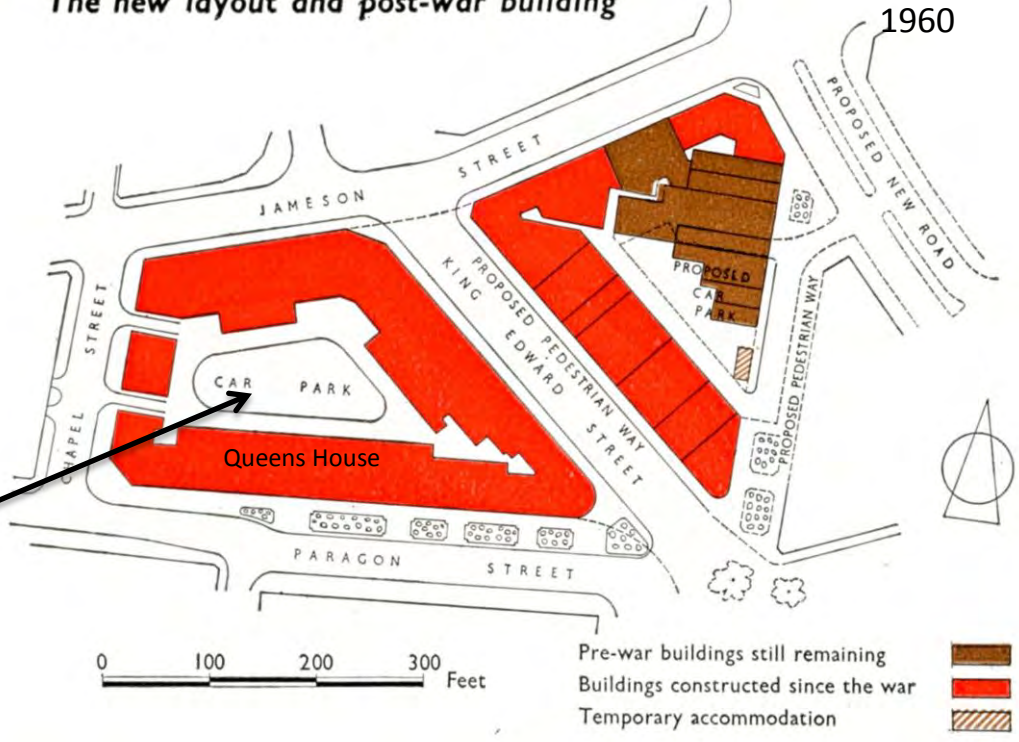 The new layout and post-war building
1960
PROPOSED NEW ROAD
JAMESON STREET
KING EDWARD STREET
PROPOSED PEDESTRIAN WAY
PROPOSED
CAR
PARK
PROPOSED PEDESTRIAN WAY
CHAPEL STREET
CAR PARK
Queens House
PARAGON STREET
0 100 200 300 Feet
Pre-war buildings still remaining
Buildings constructed since the war
Temporary accommodation